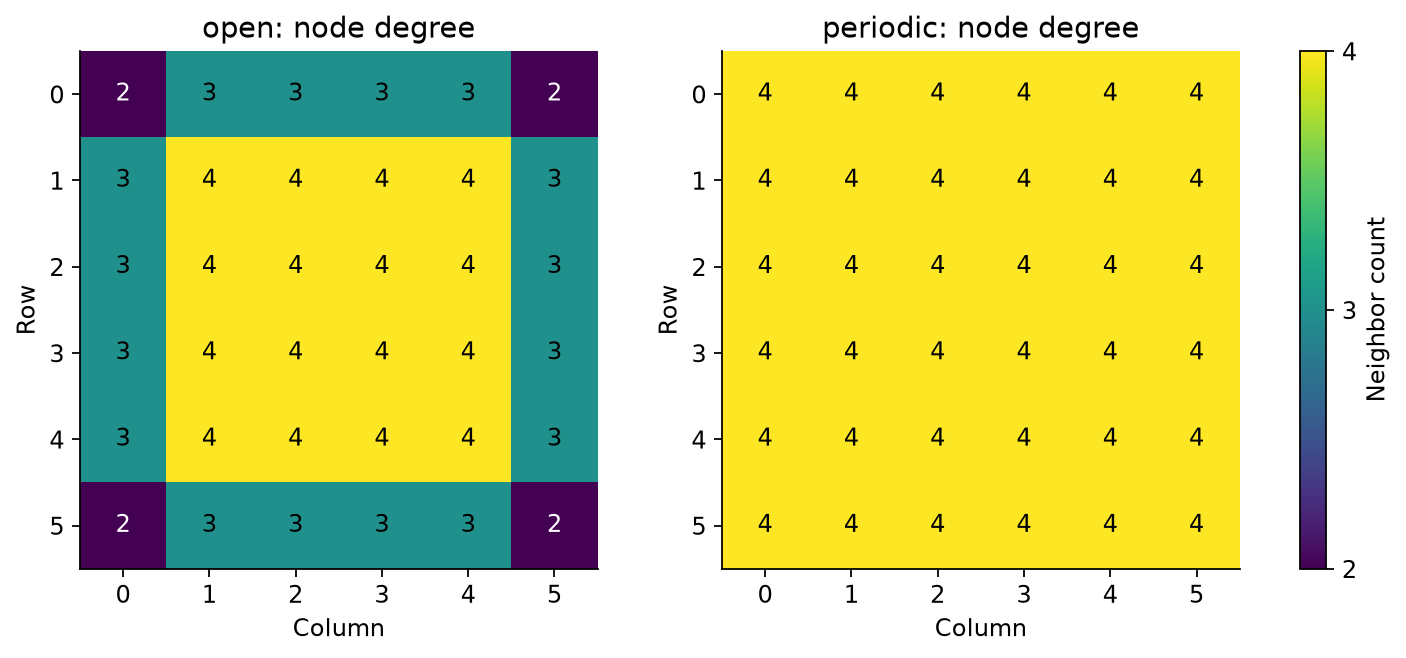 open: node degree
0 2 3 3 3 3 2
1 3 4 4 4 4 3
2 3 4 4 4 4 3
3 3 4 4 4 4 3
4 3 4 4 4 4 3
5 2 3 3 3 3 2
Row
0 1 2 3 4 5
Column
periodic: node degree
0 4 4 4 4 4 4
1 4 4 4 4 4 4
2 4 4 4 4 4 4
3 4 4 4 4 4 4
4 4 4 4 4 4 4
5 4 4 4 4 4 4
Row
0 1 2 3 4 5
Column
4
3
2
Neighbor count